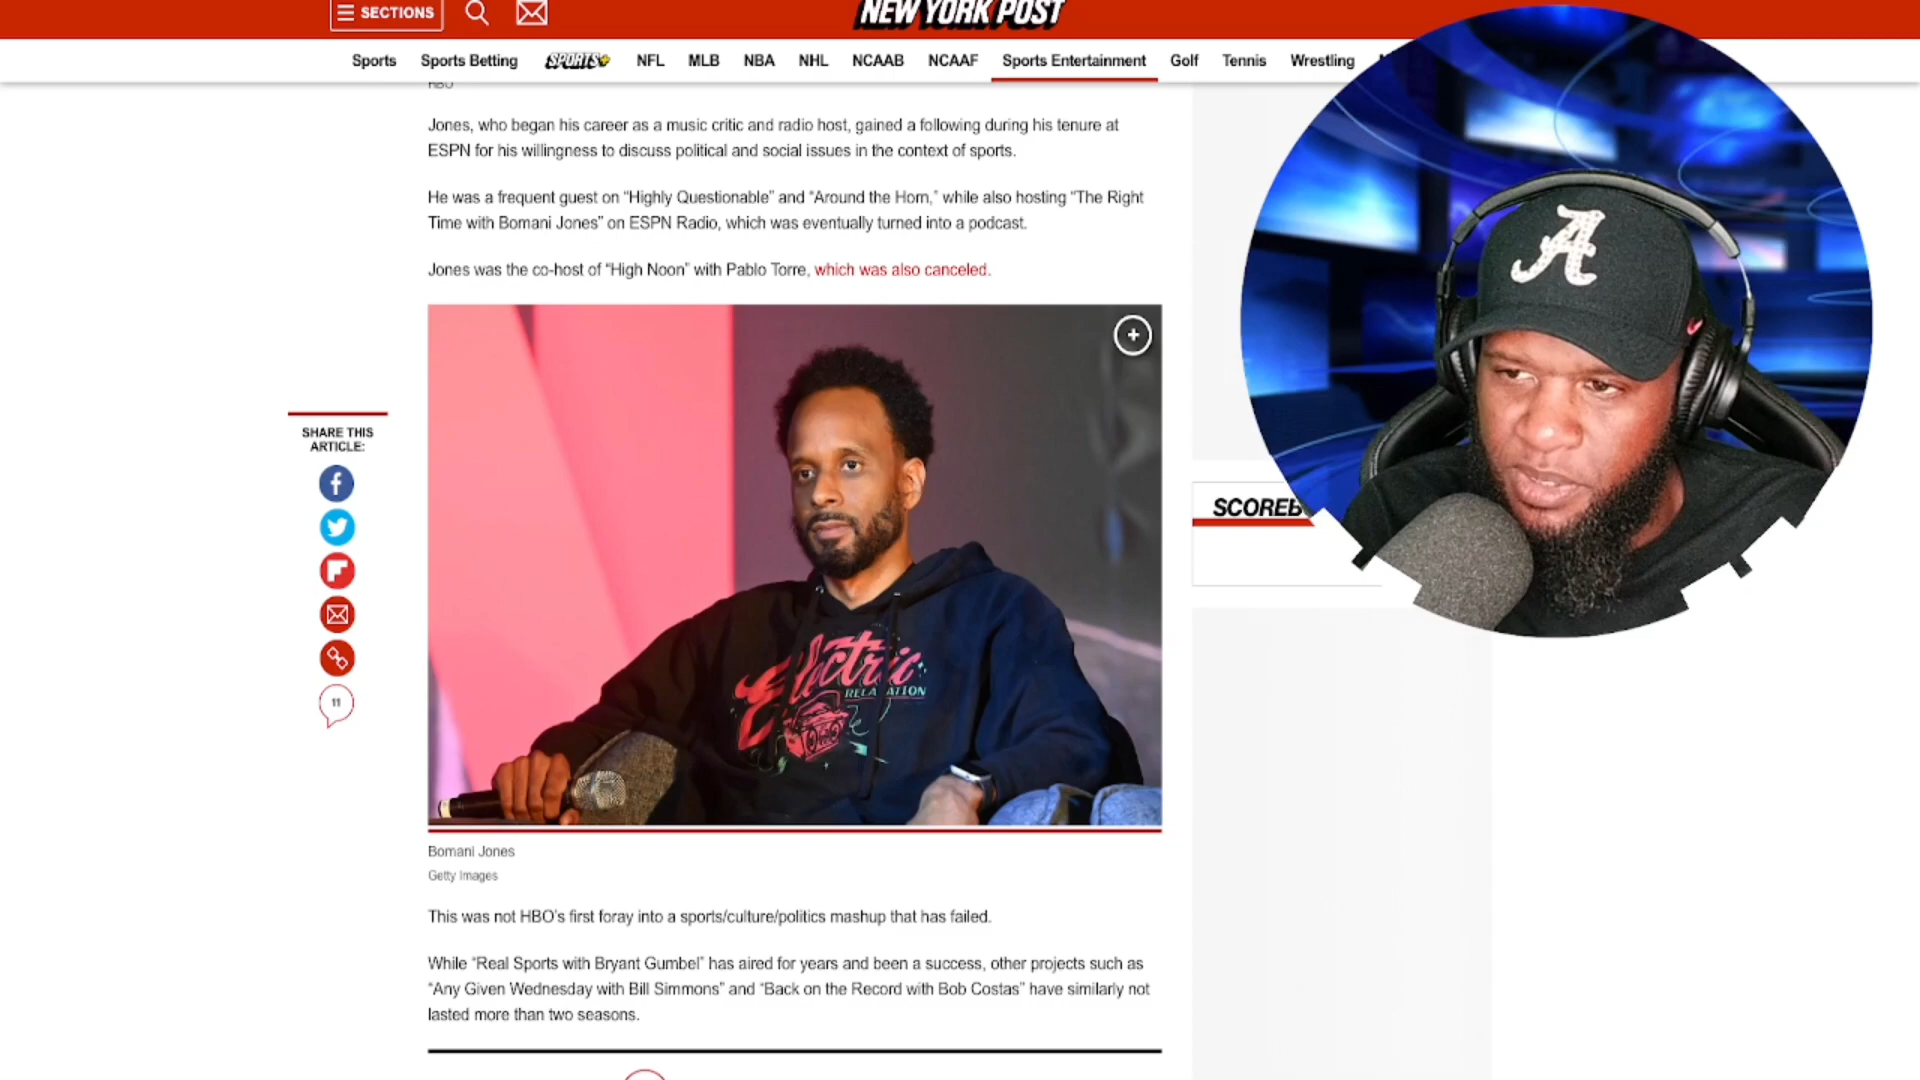 SECTIONS
NEW YORK POST
Sports Sports Betting SPORTS+ NFL MLB NBA NHL NCAAB NCAAF Sports Entertainment Golf Tennis Wrestling
HBO
Jones, who began his career as a music critic and radio host, gained a following during his tenure at
ESPN for his willingness to discuss political and social issues in the context of sports.
He was a frequent guest on “Highly Questionable” and “Around the Horn,” while also hosting “The Right
Time with Bomani Jones” on ESPN Radio, which was eventually turned into a podcast.
Jones was the co-host of “High Noon” with Pablo Torre, which was also canceled.
SHARE THIS
ARTICLE:
11
A
Electric
RELAXATION
SCOREB
Bomani Jones
Getty Images
This was not HBO’s first foray into a sports/culture/politics mashup that has failed.
While “Real Sports with Bryant Gumbel” has aired for years and been a success, other projects such as
“Any Given Wednesday with Bill Simmons” and “Back on the Record with Bob Costas” have similarly not
lasted more than two seasons.